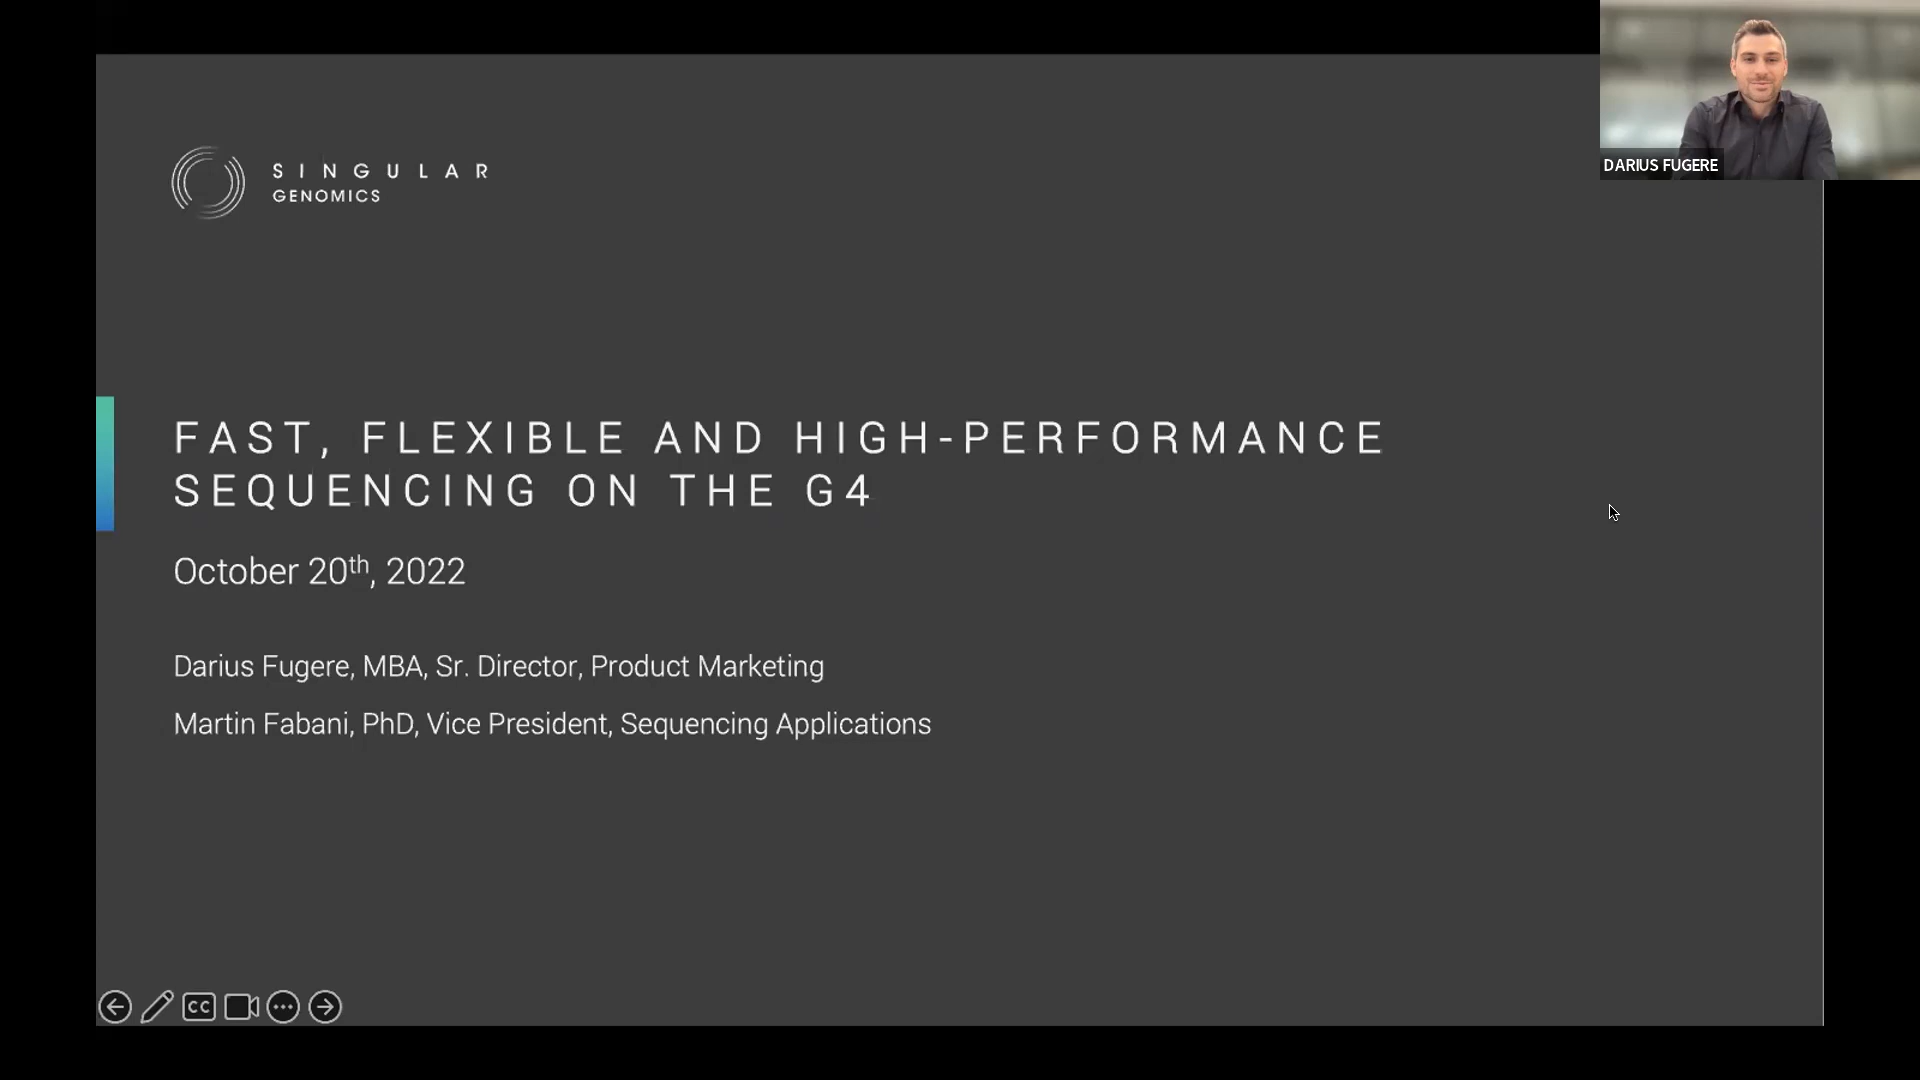 DARIUS FUGERE
SINGULAR
GENOMICS
FAST, FLEXIBLE AND HIGH-PERFORMANCE
SEQUENCING ON THE G4
October 20th, 2022
Darius Fugere, MBA, Sr. Director, Product Marketing
Martin Fabani, PhD, Vice President, Sequencing Applications
CC